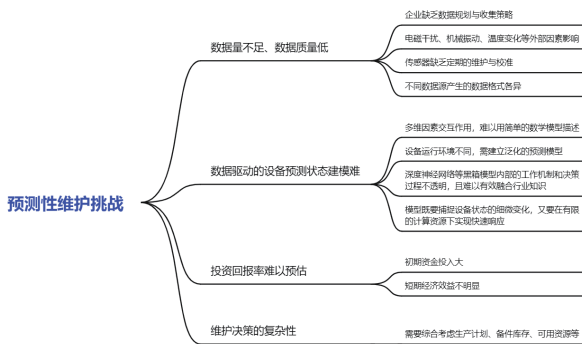 预测性维护挑战
数据量不足、数据质量低
企业缺乏数据规划与收集策略
电磁干扰、机械振动、温度变化等外部因素影响
传感器缺乏定期的维护与校准
不同数据源产生的数据格式各异
数据驱动的设备预测状态建模难
多维因素交互作用，难以用简单的数学模型描述
设备运行环境不同，需建立泛化的预测模型
深度神经网络等黑箱模型内部的工作机制和决策
过程不透明，且难以有效融合行业知识
模型既要捕捉设备状态的细微变化，又要在有限
的计算资源下实现快速响应
投资回报率难以预估
初期资金投入大
短期经济效益不明显
维护决策的复杂性
需要综合考虑生产计划、备件库存、可用资源等